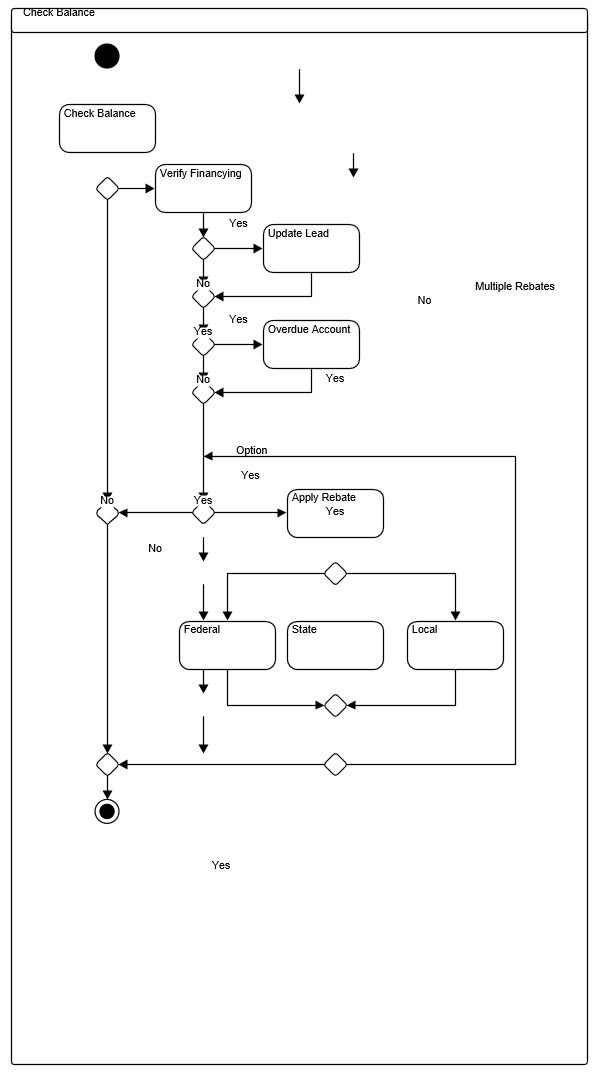 Check Balance
Check Balance
Verify Financying
Yes
Update Lead
No
Multiple Rebates
No
Yes
Yes
Overdue Account
No
Yes
Option
Yes
No
Yes
Apply Rebate
Yes
No
Federal
State
Local
Yes